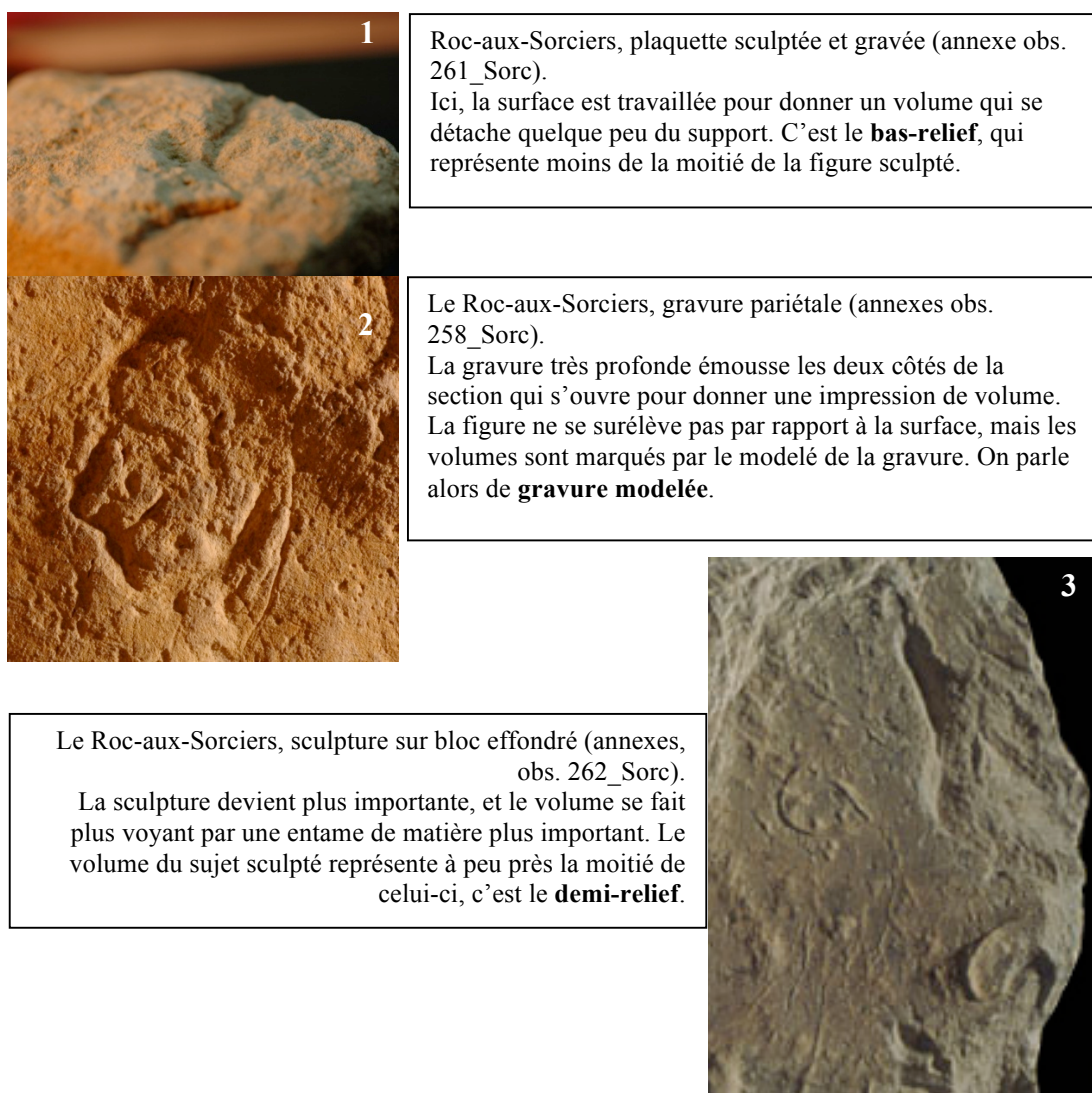 1
Roc-aux-Sorciers, plaquette sculptée et gravée (annexe obs.
261_Sorc).
Ici, la surface est travaillée pour donner un volume qui se
détache quelque peu du support. C’est le bas-relief, qui
représente moins de la moitié de la figure sculpté.
2
Le Roc-aux-Sorciers, gravure pariétale (annexes obs.
258_Sorc).
La gravure très profonde émousse les deux côtés de la
section qui s’ouvre pour donner une impression de volume.
La figure ne se surélève pas par rapport à la surface, mais les
volumes sont marqués par le modelé de la gravure. On parle
alors de gravure modelée.
3
Le Roc-aux-Sorciers, sculpture sur bloc effondré (annexes,
obs. 262_Sorc).
La sculpture devient plus importante, et le volume se fait
plus voyant par une entame de matière plus important. Le
volume du sujet sculpté représente à peu près la moitié de
celui-ci, c’est le demi-relief.